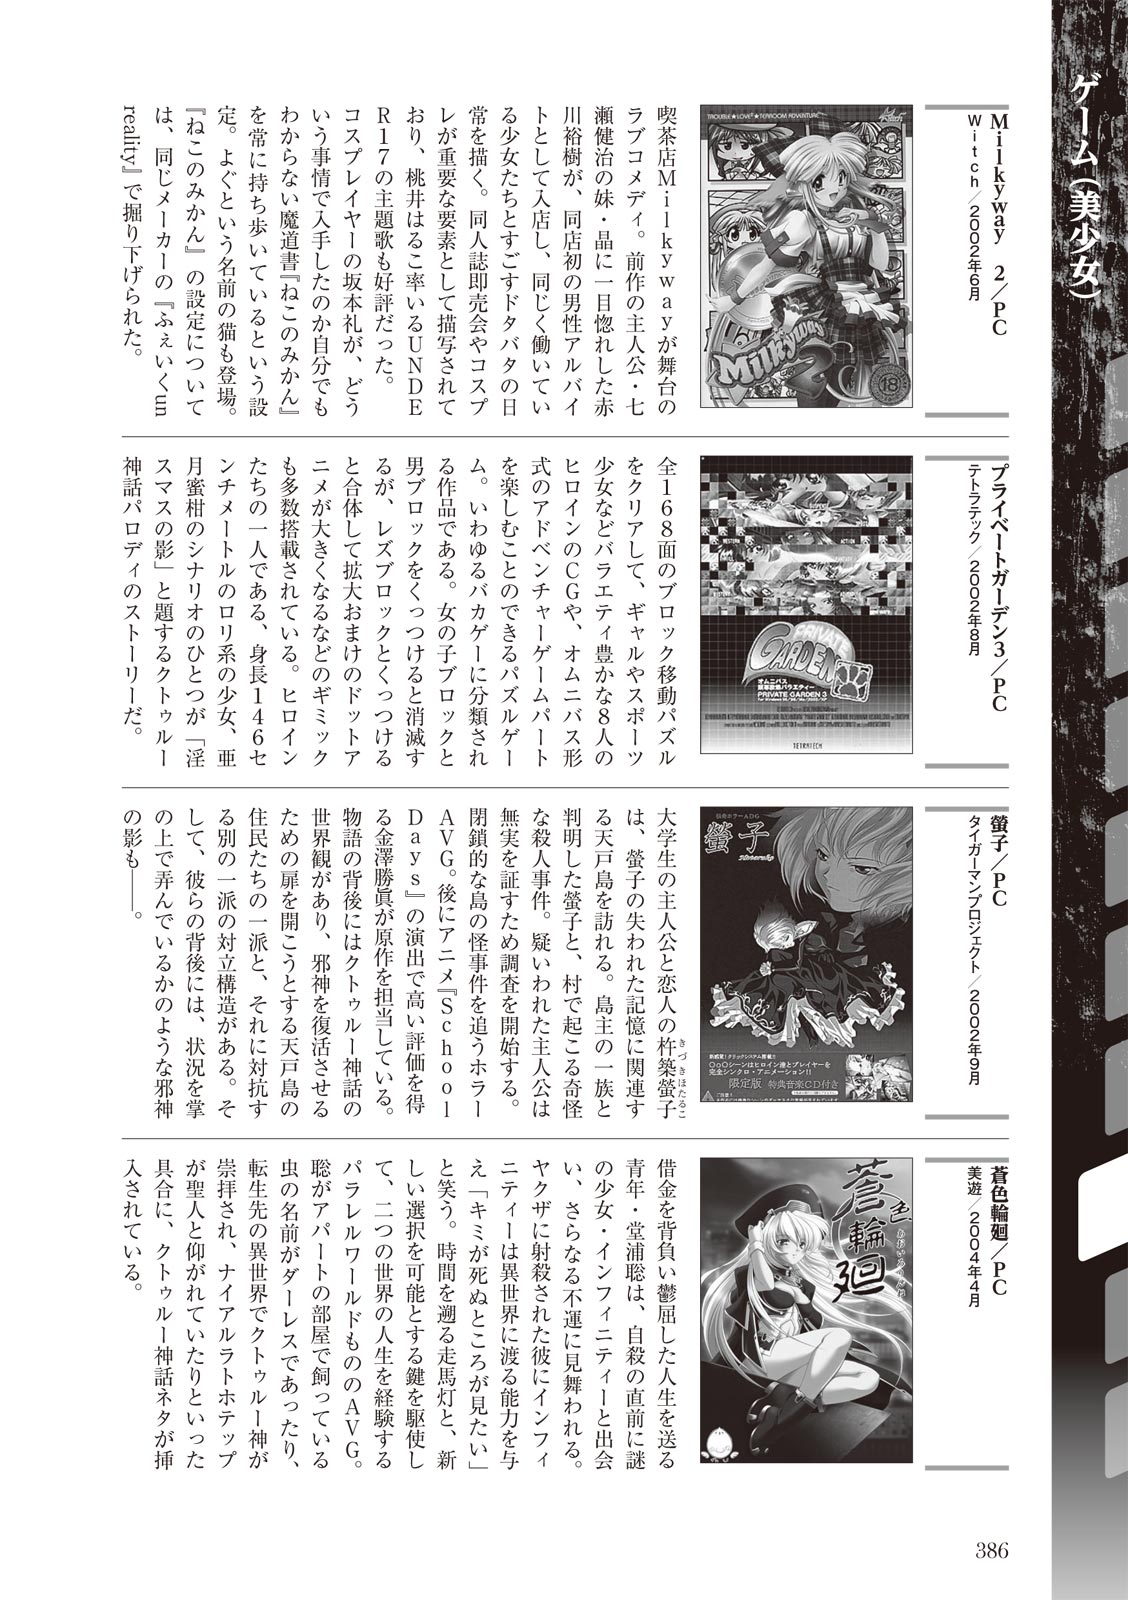 ゲーム（美少女）
Milkyway 2／PC
Witch／2002年6月
TROUBLE★LOVE²★TEAROOM ADVENTURE
Milkyway
2
18
喫茶店Milkywayが舞台の
ラブコメディ。前作の主人公・七
瀬健治の妹・晶に一目惚れした赤
川裕樹が、同店初の男性アルバイ
トとして入店し、同じく働いてい
る少女たちとすごすドタバタの日
常を描く。同人誌即売会やコスプ
レが重要な要素として描写されて
おり、桃井はるこ率いるUNDE
R17の主題歌も好評だった。
コスプレイヤーの坂本礼が、どう
いう事情で入手したのか自分でも
わからない魔道書『ねこのみかん』
を常に持ち歩いているという設
定。よぐという名前の猫も登場。
『ねこのみかん』の設定について
は、同じメーカーの『ふぇいくun
reality』で掘り下げられた。
プライベートガーデン3／PC
テトラテック／2002年8月
PRIVATE
GARDEN
オムニバス
PRIVATE GARDEN 3
TETRATECH
全168面のブロック移動パズル
をクリアして、ギャルやスポーツ
少女などバラエティ豊かな8人の
ヒロインのCGや、オムニバス形
式のアドベンチャーゲームパート
を楽しむことのできるパズルゲー
ム。いわゆるバカゲーに分類され
る作品である。女の子ブロックと
男ブロックをくっつけると消滅す
るが、レズブロックとくっつける
と合体して拡大おまけのドットア
ニメが大きくなるなどのギミック
も多数搭載されている。ヒロイン
たちの一人である、身長146セ
ンチメートルのロリ系の少女、亜
月蜜柑のシナリオのひとつが「淫
スマスの影」と題するクトゥルー
神話パロディのストーリーだ。
螢子／PC
タイガーマンプロジェクト／2002年9月
伝奇ホラーADG
螢子
新感覚！クリックシステム搭載！！
○○○シーンはヒロイン達とプレイヤーを
完全シンクロ・アニメーション！！
限定版 特典音楽CD付き
大学生の主人公と恋人の杵築螢子
きづきほたるこ
は、螢子の失われた記憶に関連す
る天戸島を訪れる。島主の一族と
判明した螢子と、村で起こる奇怪
な殺人事件。疑いわれた主人公は
無実を証すため調査を開始する。
閉鎖的な島の怪事件を追うホラー
AVG。後にアニメ『School
Days』の演出で高い評価を得
る金澤勝眞が原作を担当している。
物語の背後にはクトゥルー神話の
世界観があり、邪神を復活させる
ための扉を開こうとする天戸島の
住民たちの一派と、それに対抗す
る別の一派の対立構造がある。そ
して、彼らの背後には、状況を掌
の上で弄んでいるかのような邪神
の影も――。
蒼色輪廻／PC
美遊／2004年4月
蒼色輪廻
あおいろりんね
借金を背負い鬱屈した人生を送る
青年・堂浦聡は、自殺の直前に謎
の少女・インフィニティーと出会
い、さらなる不運に見舞われる。
ヤクザに射殺された彼にインフィ
ニティーは異世界に渡る能力を与
え「キミが死ぬところが見たい」
と笑う。時間を遡る走馬灯と、新
しい選択を可能とする鍵を駆使し
て、二つの世界の人生を経験する
パラレルワールドもののAVG。
聡がアパートの部屋で飼っている
虫の名前がダーレスであったり、
転生先の異世界でクトゥルー神が
崇拝され、ナイアルラトホテップ
が聖人と仰がれていたりといった
具合に、クトゥルー神話ネタが挿
入されている。
386